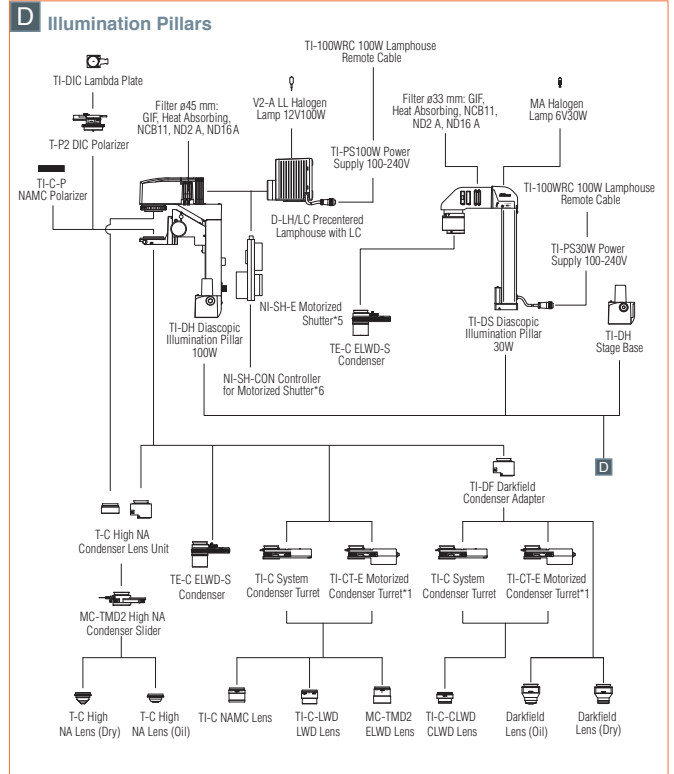 D Illumination Pillars
TI-100WRC 100W Lamphouse
Remote Cable
TI-DIC Lambda Plate
Filter ø45 mm:
GIF, Heat Absorbing,
NCB11, ND2 A, ND16A
V2-A LL Halogen
Lamp 12V100W
Filter ø33 mm: GIF,
Heat Absorbing, NCB11,
ND2 A, ND16 A
MA Halogen
Lamp 6V30W
T-P2 DIC Polarizer
TI-PS100W Power
Supply 100-240V
TI-C-P
NAMC Polarizer
TI-100WRC 100W Lamphouse
Remote Cable
D-LH/LC Precentered
Lamphouse with LC
TI-PS30W Power
Supply 100-240V
NI-SH-E Motorized
Shutter*5
TI-DH Diascopic
Illumination Pillar
100W
TE-C ELWD-S
Condenser
TI-DS Diascopic
Illumination Pillar
30W
TI-DH
Stage Base
NI-SH-CON Controller
for Motorized Shutter*6
D
TI-DF Darkfield
Condenser Adapter
T-C High NA
Condenser Lens Unit
TE-C ELWD-S
Condenser
TI-C System
Condenser Turret
TI-CT-E Motorized
Condenser Turret*1
TI-C System
Condenser Turret
TI-CT-E Motorized
Condenser Turret*1
MC-TMD2 High NA
Condenser Slider
T-C High
NA Lens (Dry)
T-C High
NA Lens (Oil)
TI-C NAMC Lens
TI-C-LWD
LWD Lens
MC-TMD2
ELWD Lens
TI-C-CLWD
CLWD Lens
Darkfield
Lens (Oil)
Darkfield
Lens (Dry)